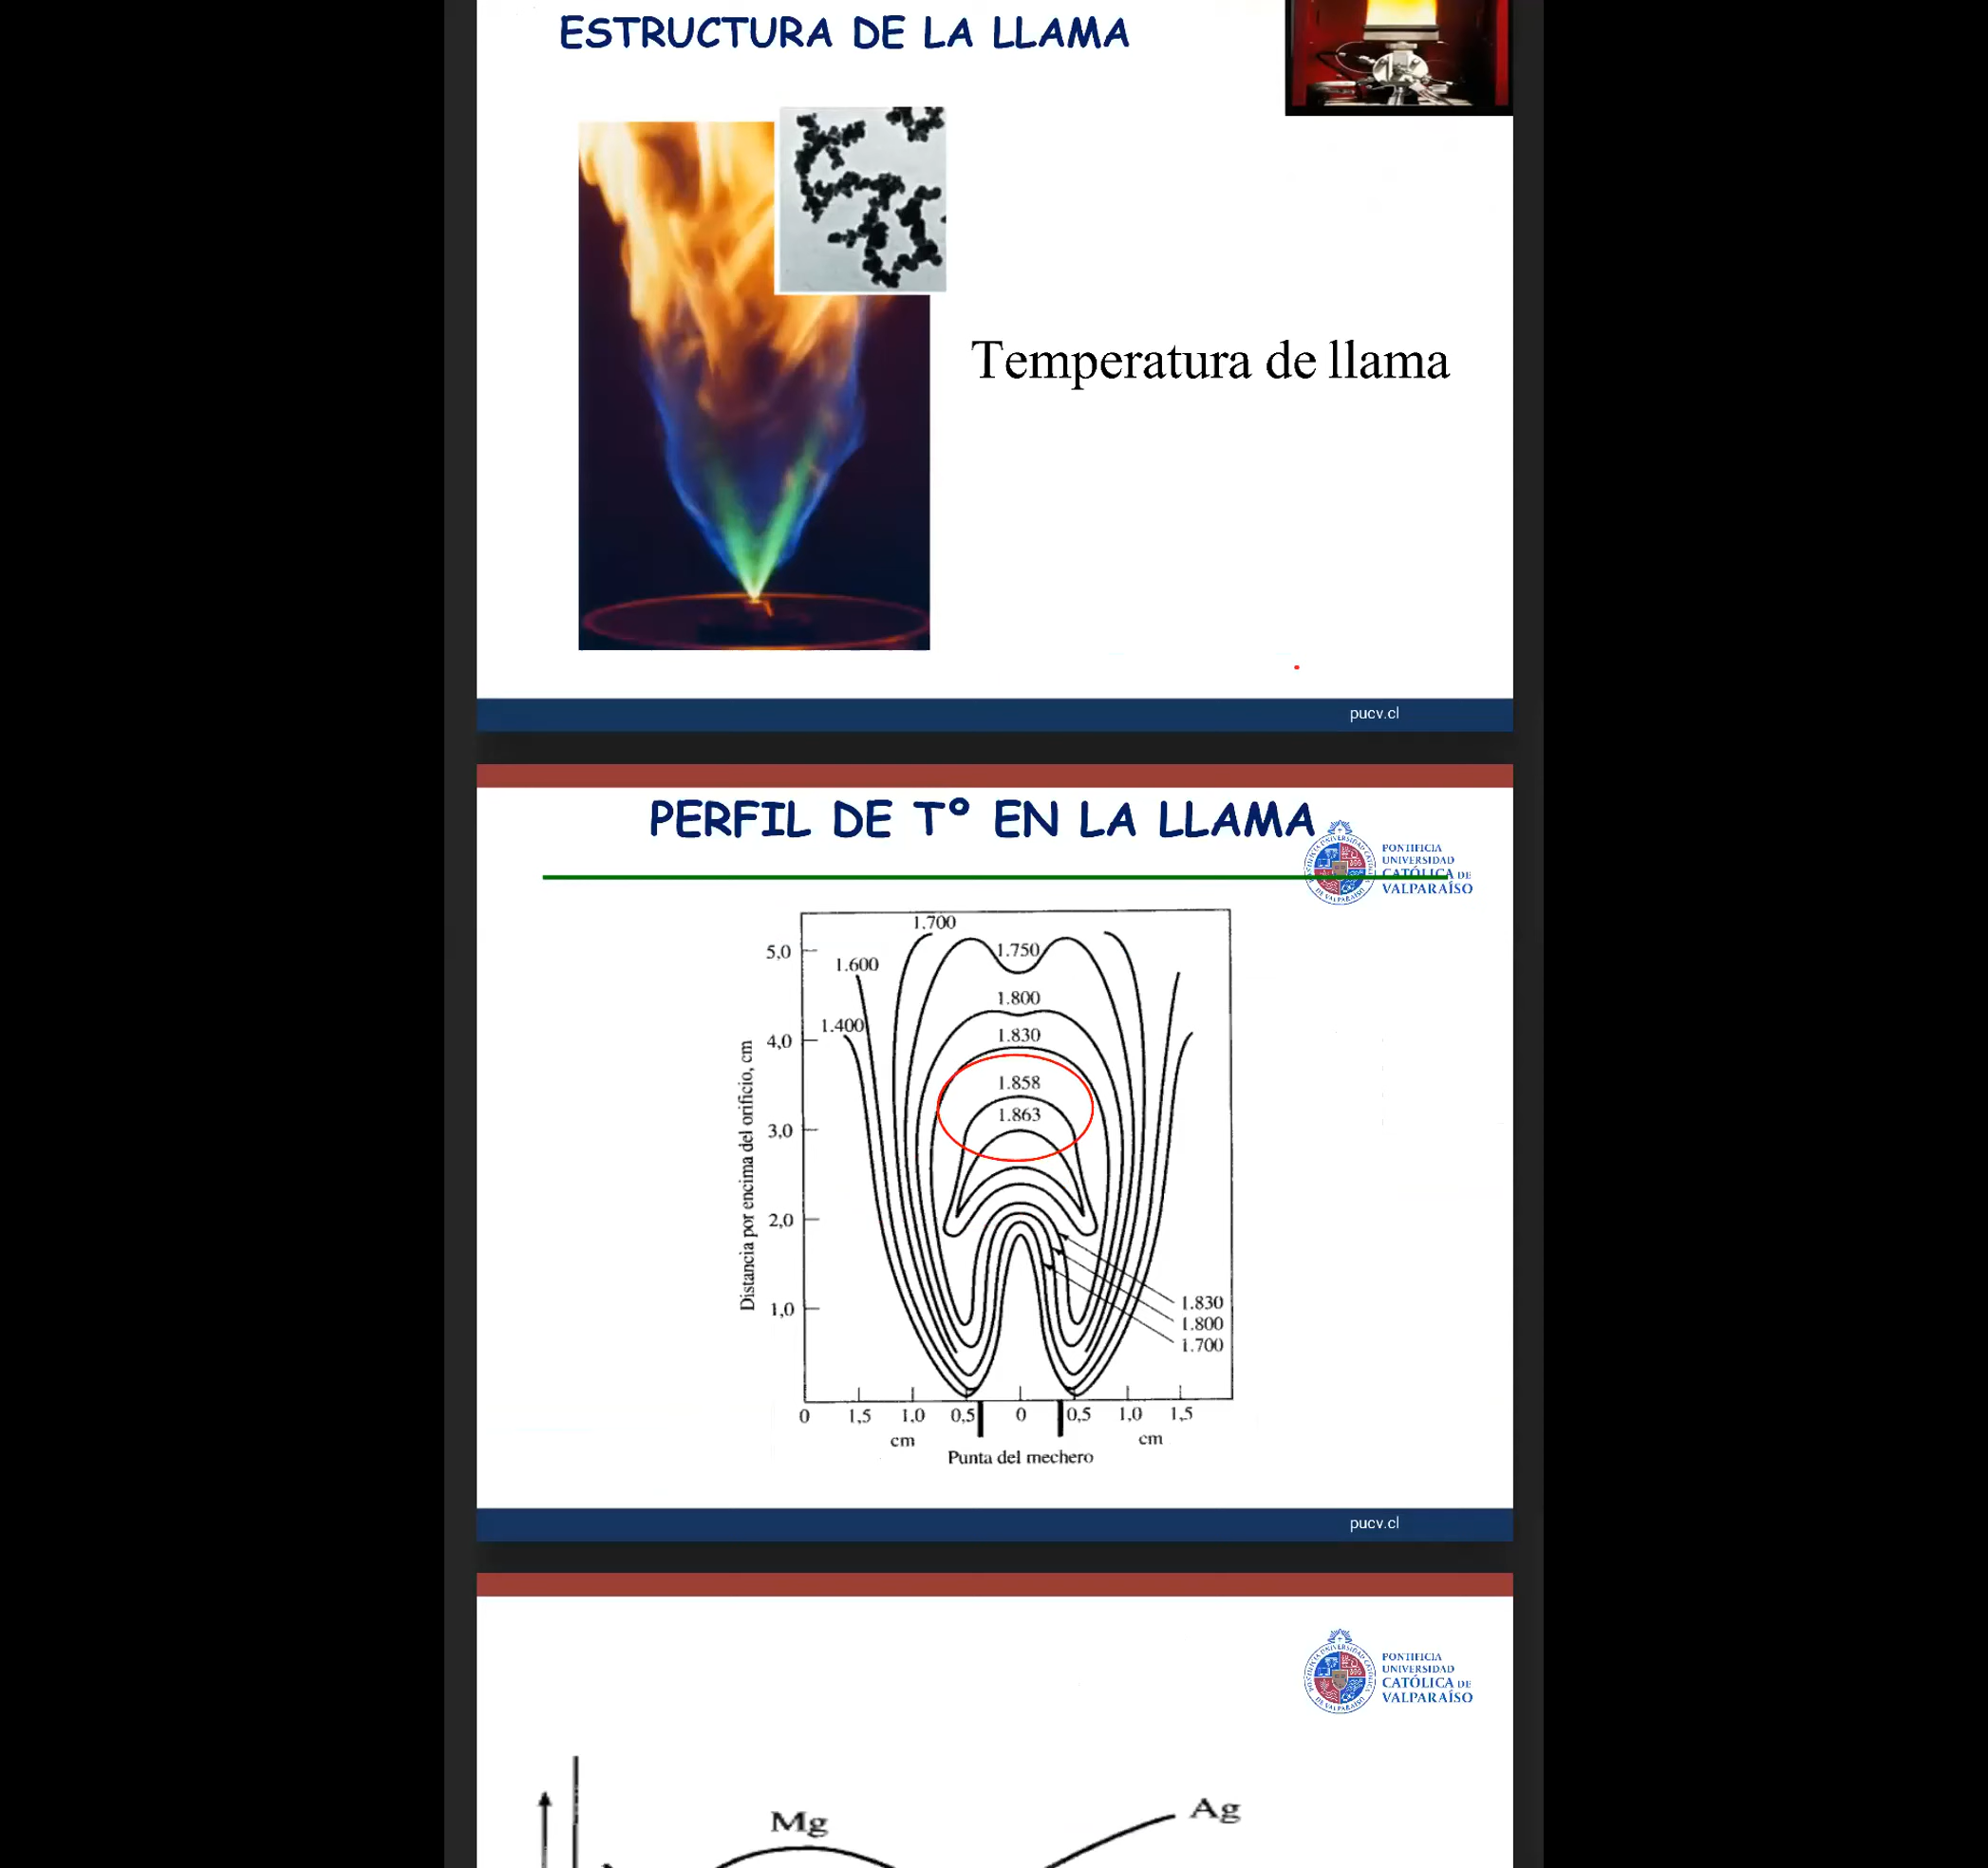 ESTRUCTURA DE LA LLAMA
Temperatura de llama
pucv.cl
PERFIL DE Tº EN LA LLAMA
PONTIFICIA
UNIVERSIDAD
CATÓLICA DE
VALPARAÍSO
1.700
5,0
1.750
1.600
1.800
1.400
4,0
1.830
1.858
1.863
3,0
2,0
1,0
1.830
1.800
1.700
Distancia por encima del orificio, cm
0 1,5 1,0 0,5 0 0,5 1,0 1,5
cm cm
Punta del mechero
pucv.cl
PONTIFICIA
UNIVERSIDAD
CATÓLICA DE
VALPARAÍSO
Mg
Ag